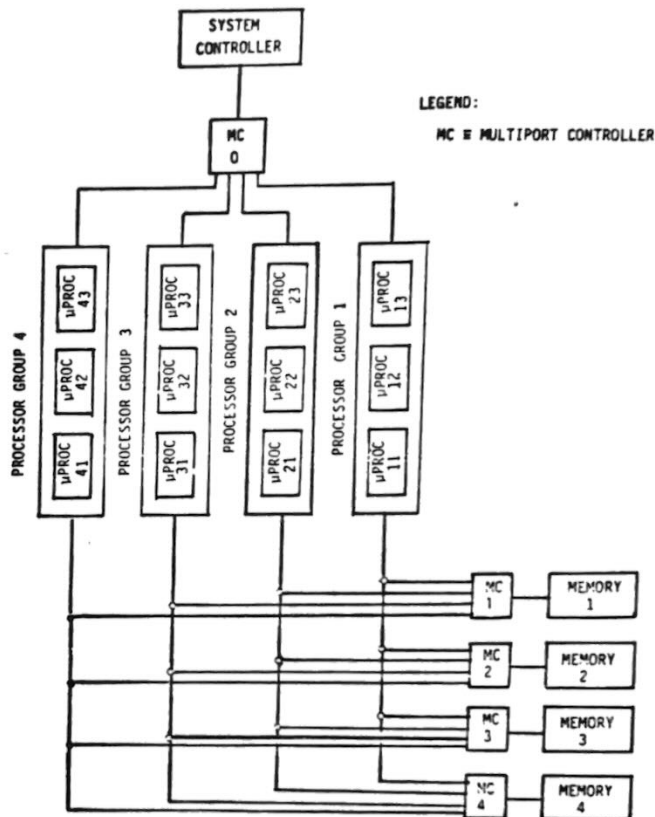 SYSTEM
CONTROLLER
LEGEND:
MC ≡ MULTIPORT CONTROLLER
MC
0
PROCESSOR GROUP 4
µPROC
43
µPROC
42
µPROC
41
PROCESSOR GROUP 3
µPROC
33
µPROC
32
µPROC
31
PROCESSOR GROUP 2
µPROC
23
µPROC
22
µPROC
21
PROCESSOR GROUP 1
µPROC
13
µPROC
12
µPROC
11
MC
1
MEMORY
1
MC
2
MEMORY
2
MC
3
MEMORY
3
MC
4
MEMORY
4